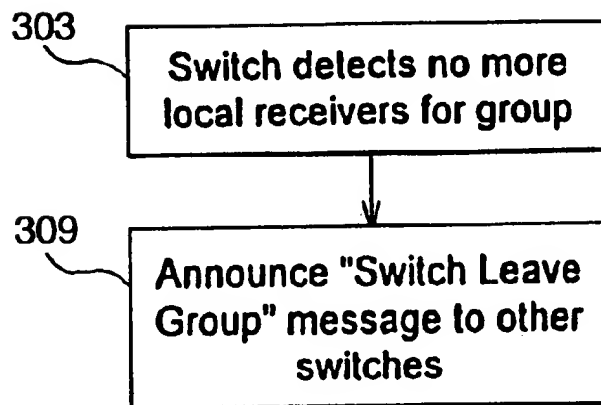 303
Switch detects no more
local receivers for group
309
Announce "Switch Leave
Group" message to other
switches